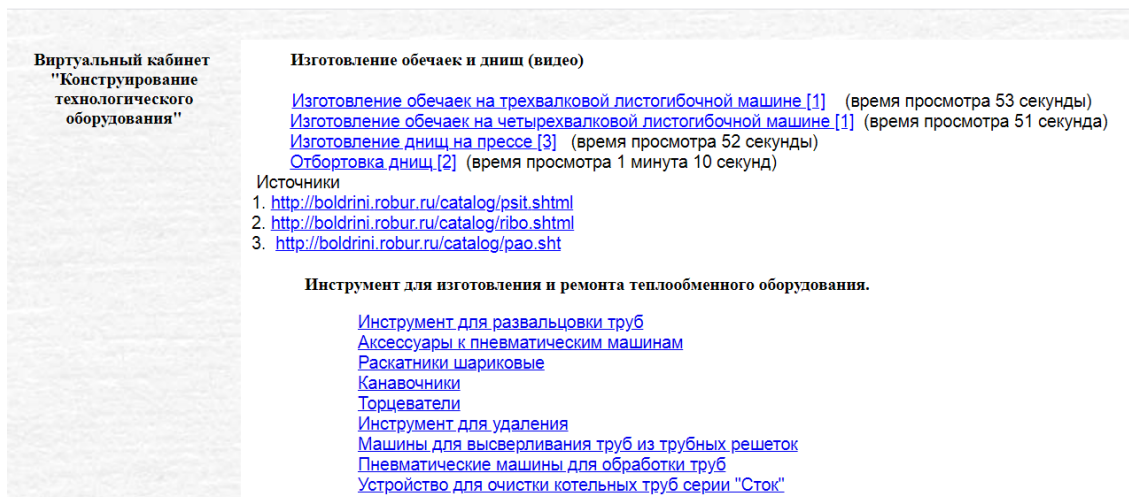 Виртуальный кабинет
"Конструирование
технологического
оборудования"
Изготовление обечаек и днищ (видео)
Изготовление обечаек на трехвалковой листогибочной машине [1] (время просмотра 53 секунды)
Изготовление обечаек на четырехвалковой листогибочной машине [1] (время просмотра 51 секунда)
Изготовление днищ на прессе [3] (время просмотра 52 секунды)
Отбортовка днищ [2] (время просмотра 1 минута 10 секунд)
Источники
1. http://boldrini.robur.ru/catalog/psit.shtml
2. http://boldrini.robur.ru/catalog/ribo.shtml
3. http://boldrini.robur.ru/catalog/pao.sht
Инструмент для изготовления и ремонта теплообменного оборудования.
Инструмент для развальцовки труб
Аксессуары к пневматическим машинам
Раскатники шариковые
Канавочники
Торцеватели
Инструмент для удаления
Машины для высверливания труб из трубных решеток
Пневматические машины для обработки труб
Устройство для очистки котельных труб серии "Сток"